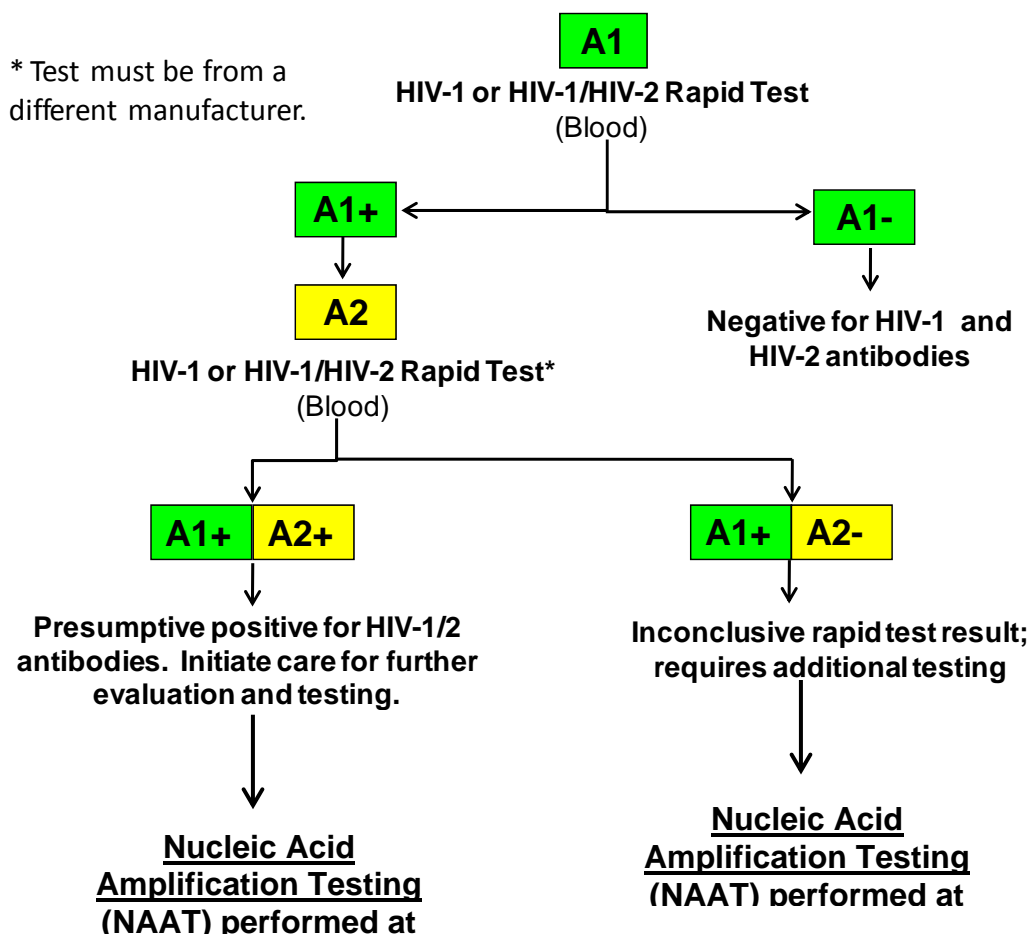 * Test must be from a
different manufacturer.
A1
HIV-1 or HIV-1/HIV-2 Rapid Test
(Blood)
A1+
A1-
A2
Negative for HIV-1 and
HIV-2 antibodies
HIV-1 or HIV-1/HIV-2 Rapid Test*
(Blood)
A1+ A2+
A1+ A2-
Presumptive positive for HIV-1/2
antibodies. Initiate care for further
evaluation and testing.
Inconclusive rapid test result;
requires additional testing
Nucleic Acid
Amplification Testing
(NAAT) performed at
Nucleic Acid
Amplification Testing
(NAAT) performed at